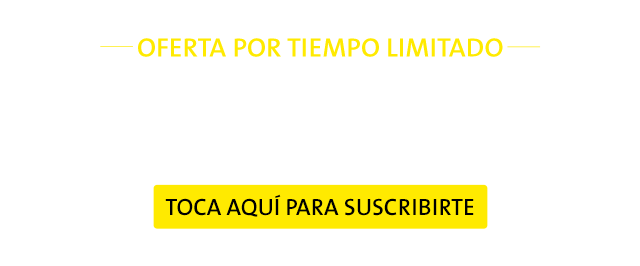 OFERTA POR TIEMPO LIMITADO
TOCA AQUÍ PARA SUSCRIBIRTE